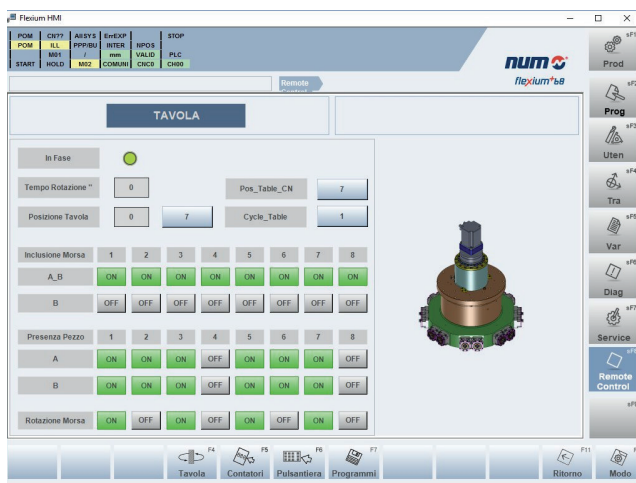 Flexium HMI
POM CN?? AllSYS ErrEXP STOP
POM ILL PPP/BU INTER NPOS
M01 / mm VALID PLC
START HOLD M02 COMUNI CNC0 CH00
num
flexium+68
Remote
Control
TAVOLA
In Fase
Tempo Rotazione " 0 Pos_Table_CN 7
Posizione Tavola 0 7 Cycle_Table 1
Inclusione Morsa 1 2 3 4 5 6 7 8
A_B ON ON ON ON ON ON ON ON
B OFF OFF OFF OFF OFF OFF OFF OFF
Presenza Pezzo 1 2 3 4 5 6 7 8
A ON ON ON OFF ON ON ON OFF
B ON ON ON OFF ON ON ON OFF
Rotazione Morsa ON OFF ON OFF ON OFF ON OFF
sF1
Prod
sF2
Prog
sF3
Uten
sF4
Tra
sF5
Var
sF6
Diag
sF7
Service
Remote
Control
F4 F5 F6 F7 F11
Tavola Contatori Pulsantiera Programmi Ritorno Modo